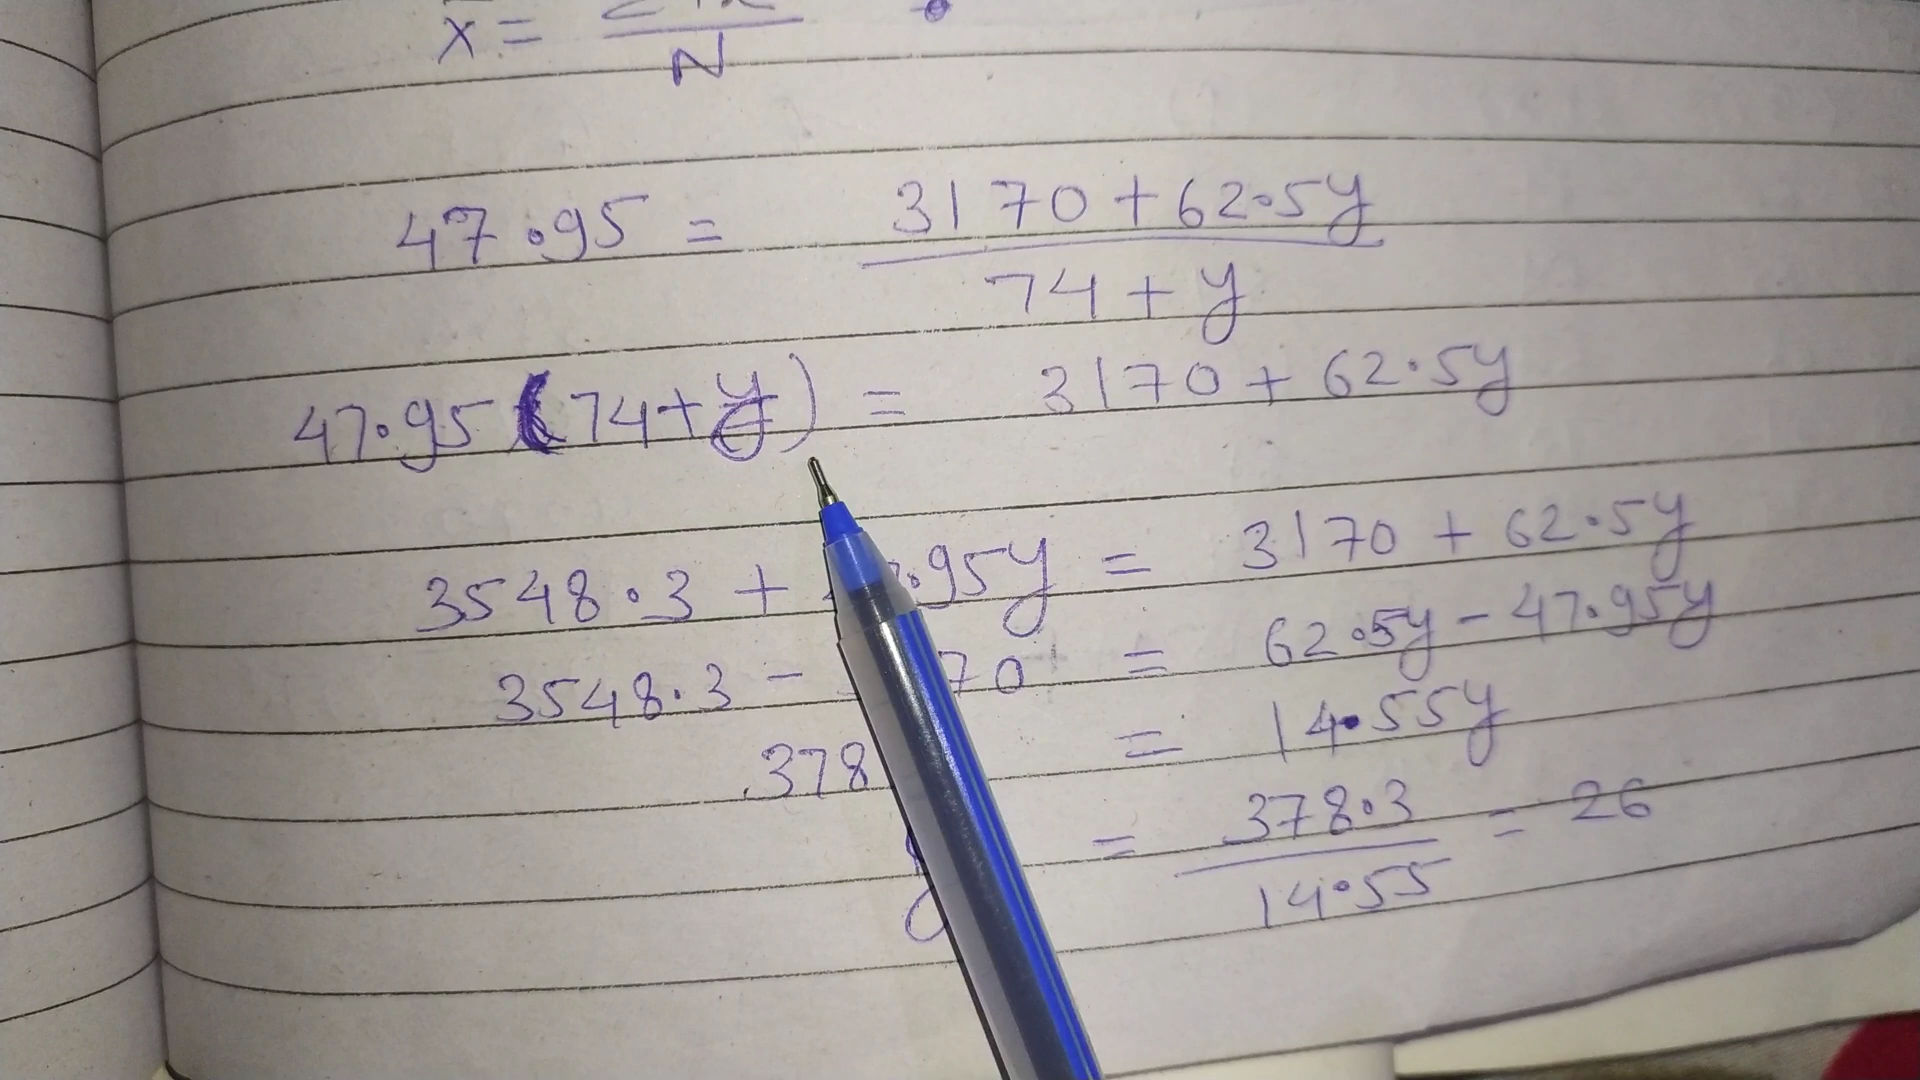 x̄ =
N
47.95 = 3170+62.5y
74+y
47.95(74+y) = 3170+62.5y
3548.3 + .95y = 3170 + 62.5y
3548.3 - 70 = 62.5y - 47.95y
378 = 14.55y
y = 378.3 = 26
14.55